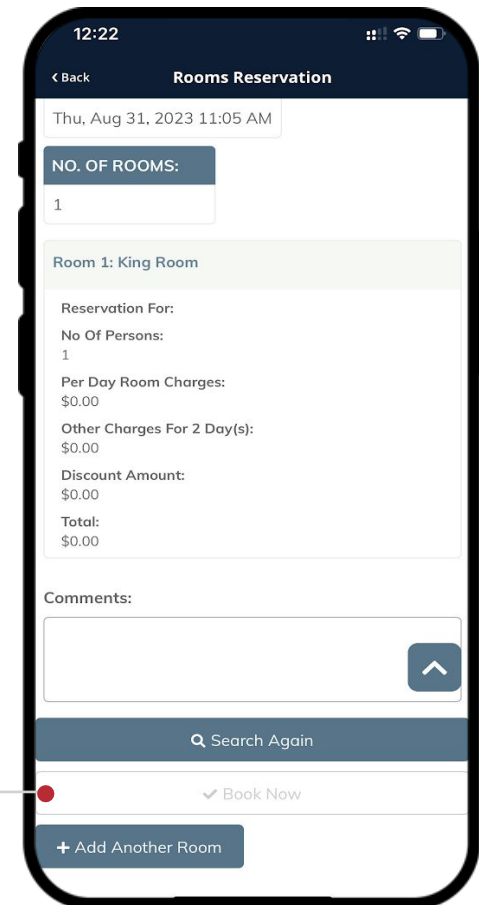 12:22
Back
Rooms Reservation
Thu, Aug 31, 2023 11:05 AM
NO. OF ROOMS:
1
Room 1: King Room
Reservation For:
No Of Persons:
1
Per Day Room Charges:
$0.00
Other Charges For 2 Day(s):
$0.00
Discount Amount:
$0.00
Total:
$0.00
Comments:
Search Again
Book Now
+ Add Another Room